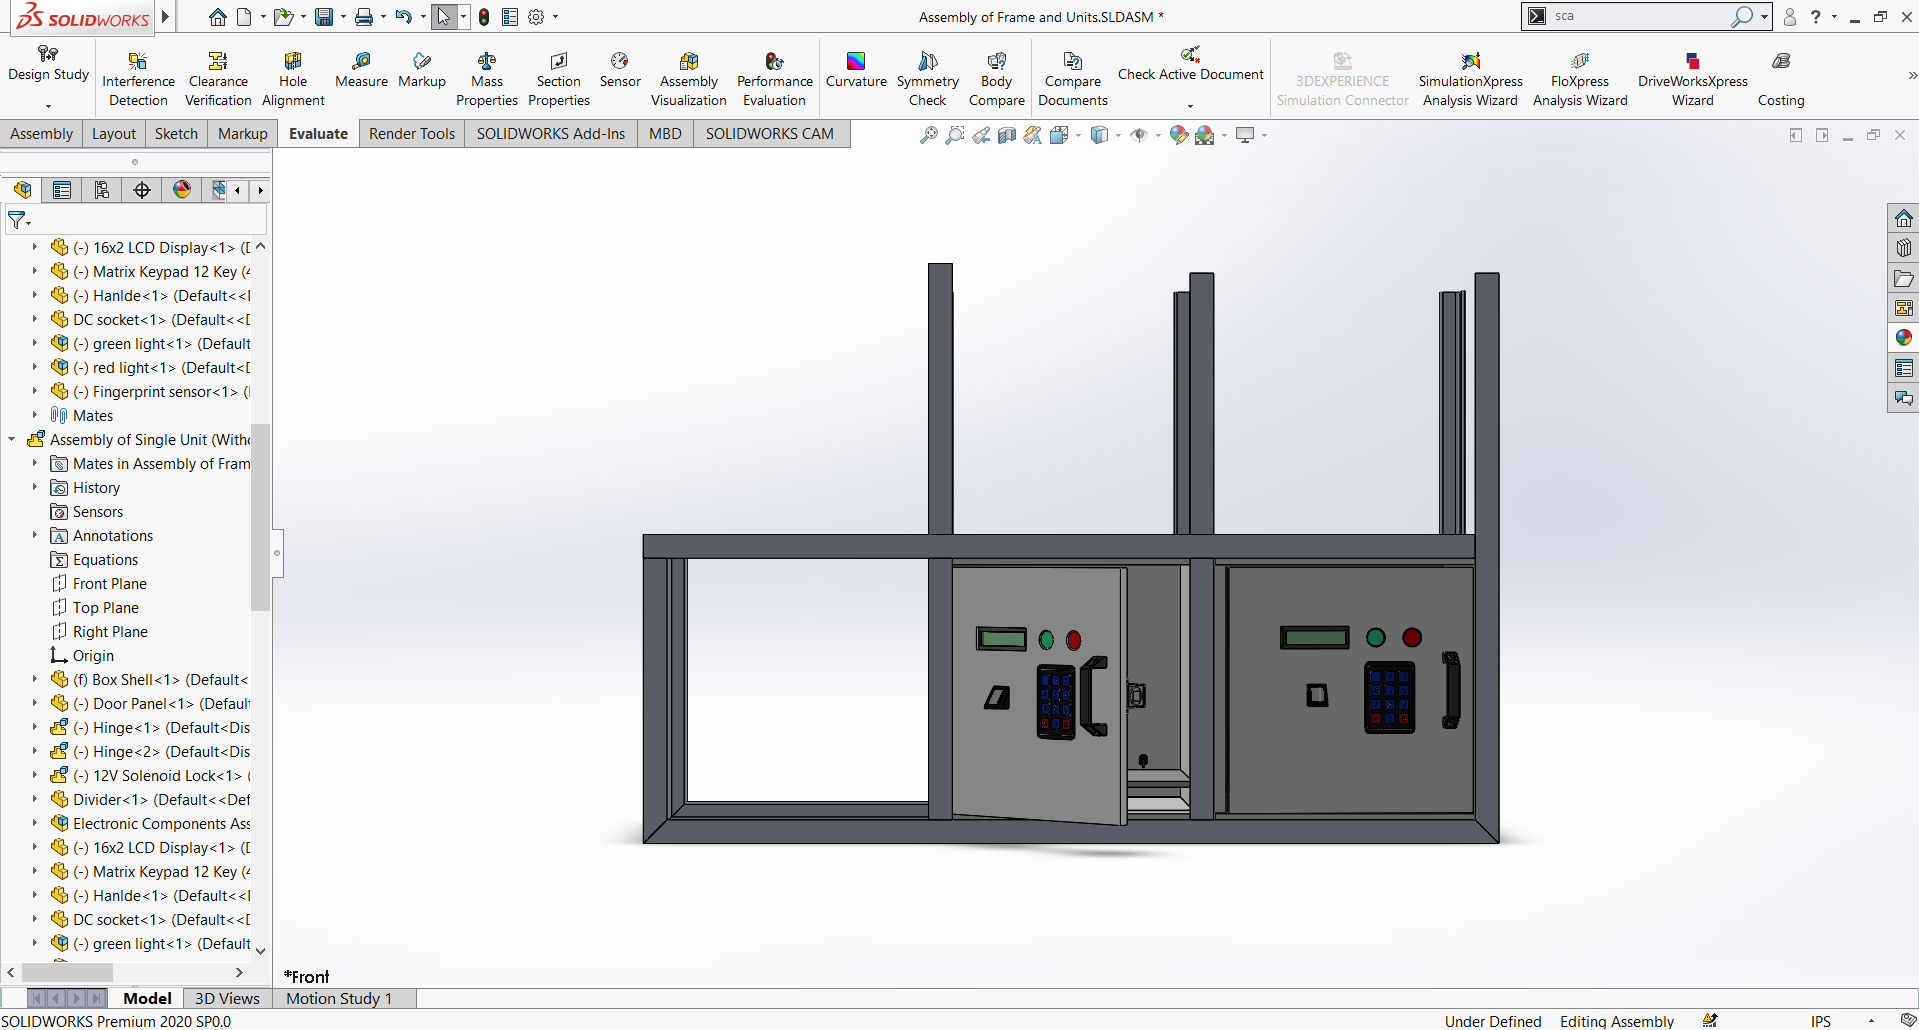 SOLIDWORKS
Assembly of Frame and Units.SLDASM *
sca
?
Design Study
Interference Detection
Clearance Verification
Hole Alignment
Measure
Markup
Mass Properties
Section Properties
Sensor
Assembly Visualization
Performance Evaluation
Curvature
Symmetry Check
Body Compare
Compare Documents
Check Active Document
3DEXPERIENCE Simulation Connector
SimulationXpress Analysis Wizard
FloXpress Analysis Wizard
DriveWorksXpress Wizard
Costing
Assembly
Layout
Sketch
Markup
Evaluate
Render Tools
SOLIDWORKS Add-Ins
MBD
SOLIDWORKS CAM
(-) 16x2 LCD Display<1> (D
(-) Matrix Keypad 12 Key (4
(-) Hanlde<1> (Default<<D
DC socket<1> (Default<<D
(-) green light<1> (Default
(-) red light<1> (Default<D
(-) Fingerprint sensor<1> (
Mates
Assembly of Single Unit (Witho
Mates in Assembly of Fram
History
Sensors
Annotations
Equations
Front Plane
Top Plane
Right Plane
Origin
(f) Box Shell<1> (Default<
(-) Door Panel<1> (Defaul
(-) Hinge<1> (Default<Dis
(-) Hinge<2> (Default<Dis
(-) 12V Solenoid Lock<1> (
Divider<1> (Default<<Def
Electronic Components Ass
(-) 16x2 LCD Display<1> (D
(-) Matrix Keypad 12 Key (4
(-) Hanlde<1> (Default<<D
DC socket<1> (Default<<D
(-) green light<1> (Default
*Front
Model
3D Views
Motion Study 1
SOLIDWORKS Premium 2020 SP0.0
Under Defined
Editing Assembly
IPS